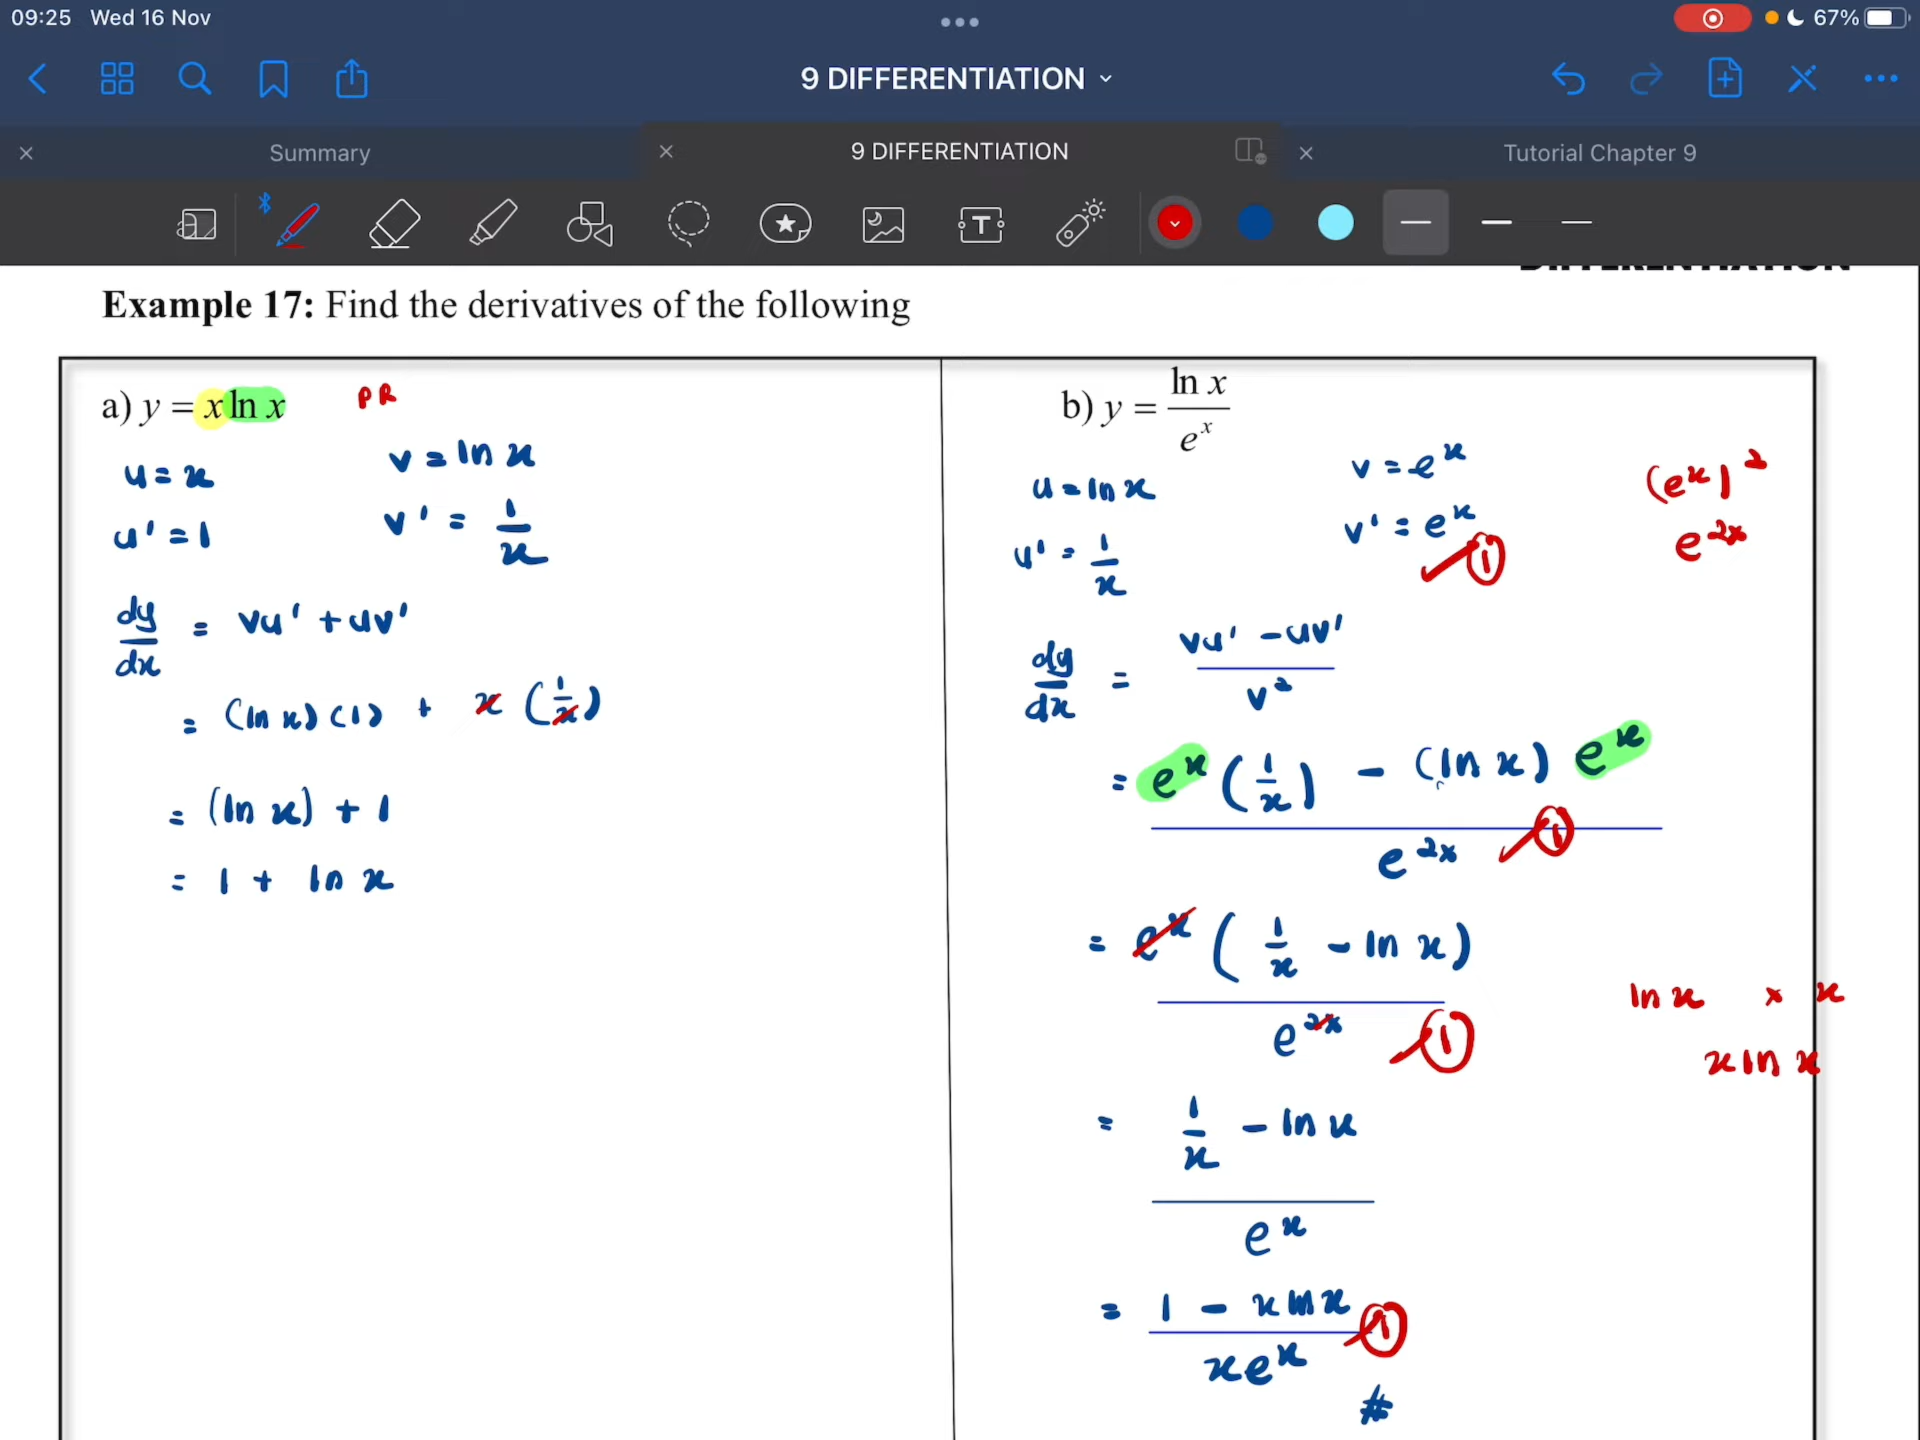 09:25 Wed 16 Nov 67%
9 DIFFERENTIATION
Summary
9 DIFFERENTIATION
Tutorial Chapter 9
DIFFERENTIATION
Example 17: Find the derivatives of the following
a) y = x ln x PR
u = x v = ln x
u' = 1 v' = 1/x
dy/dx = vu' + uv'
= (ln x)(1) + x (1/x)
= (ln x) + 1
= 1 + ln x
b) y = ln x / e^x
u = ln x v = e^x (e^x)^2
u' = 1/x v' = e^x ① e^2x
dy/dx = (vu' - uv') / v^2
= e^x (1/x) - (ln x) e^x / e^2x ①
= e^x (1/x - ln x) / e^2x ①
ln x × x
x ln x
= 1/x - ln x / e^x
= 1 - x ln x / xe^x ①
#